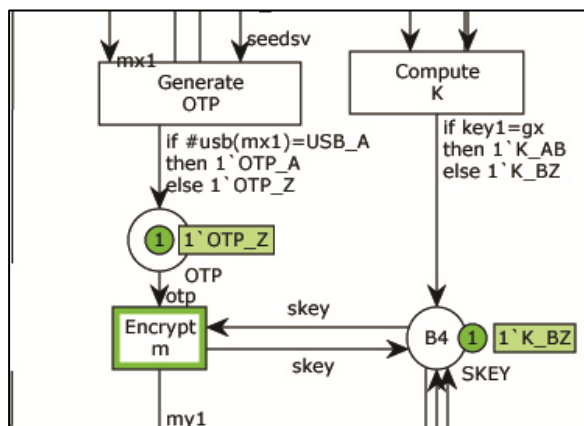 seedsv
mx1
Generate
OTP
Compute
K
if #usb(mx1)=USB_A
then 1`OTP_A
else 1`OTP_Z
if key1=gx
then 1`K_AB
else 1`K_BZ
1
1`OTP_Z
OTP
otp
Encrypt
m
skey
skey
B4
1
1`K_BZ
SKEY
my1